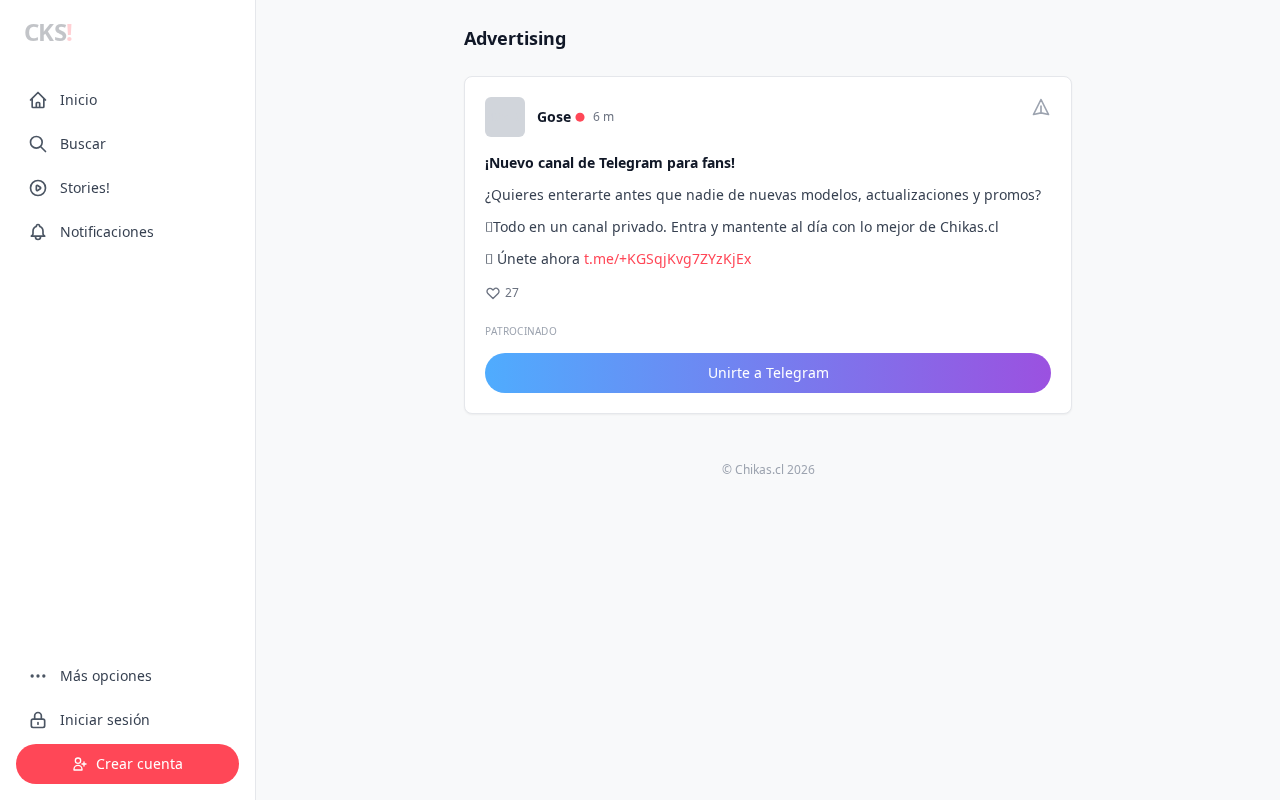 CKS!
Inicio
Buscar
Stories!
Notificaciones
Más opciones
Iniciar sesión
Crear cuenta
Advertising
Gose 6 m
¡Nuevo canal de Telegram para fans!
¿Quieres enterarte antes que nadie de nuevas modelos, actualizaciones y promos?
Todo en un canal privado. Entra y mantente al día con lo mejor de Chikas.cl
Únete ahora t.me/+KGSqjKvg7ZYzKjEx
27
PATROCINADO
Unirte a Telegram
© Chikas.cl 2026